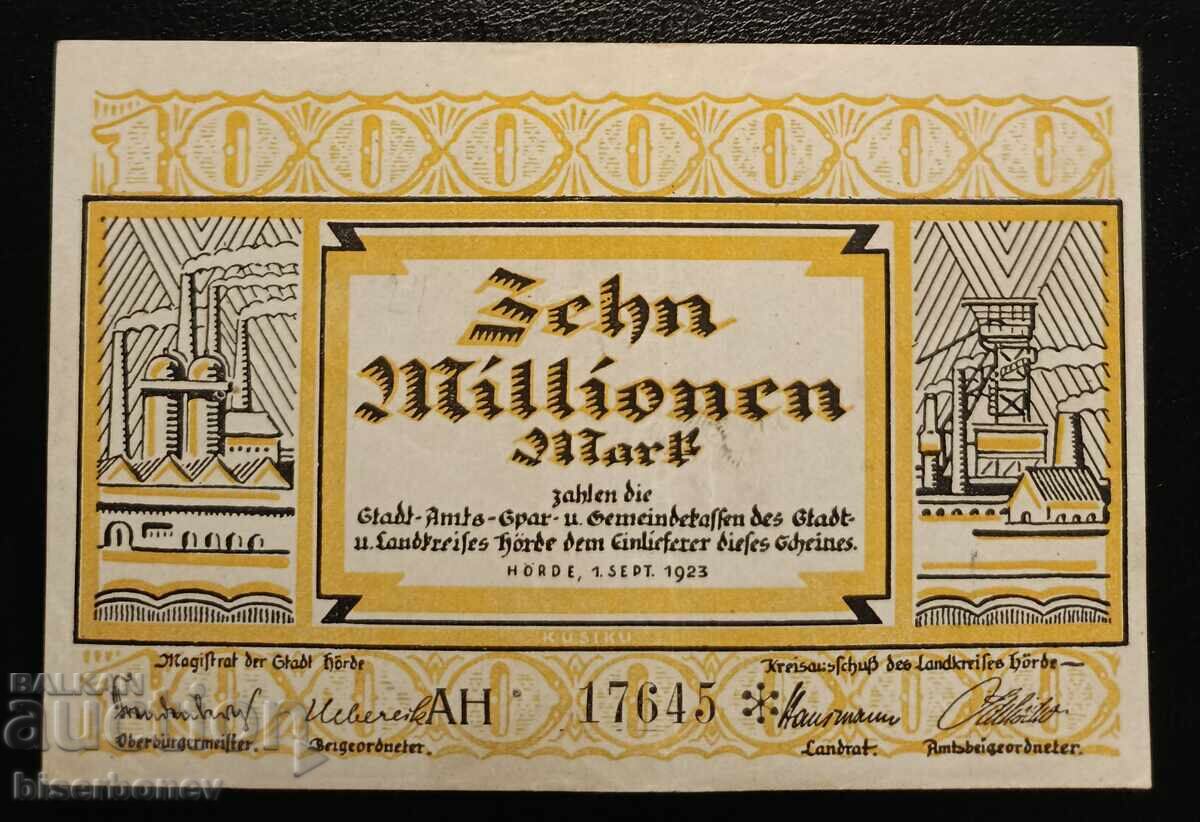 10000000
Zehn
Millionen
Mark
zahlen die
Stadt-Amts-Spar- u. Gemeindekassen des Stadt-
u. Landkreises Hörde dem Einlieferer dieses Scheines.
HÖRDE, 1. SEPT. 1923
KUSIKU
Magistrat der Stadt Hörde
Kreisausschuß des Landkreises Hörde
AH 17645 *
Hansmann
Oberbürgermeister.
Beigeordneter.
Landrat.
Amtsbeigeordneter.
BALKAN
auction
biserbonev